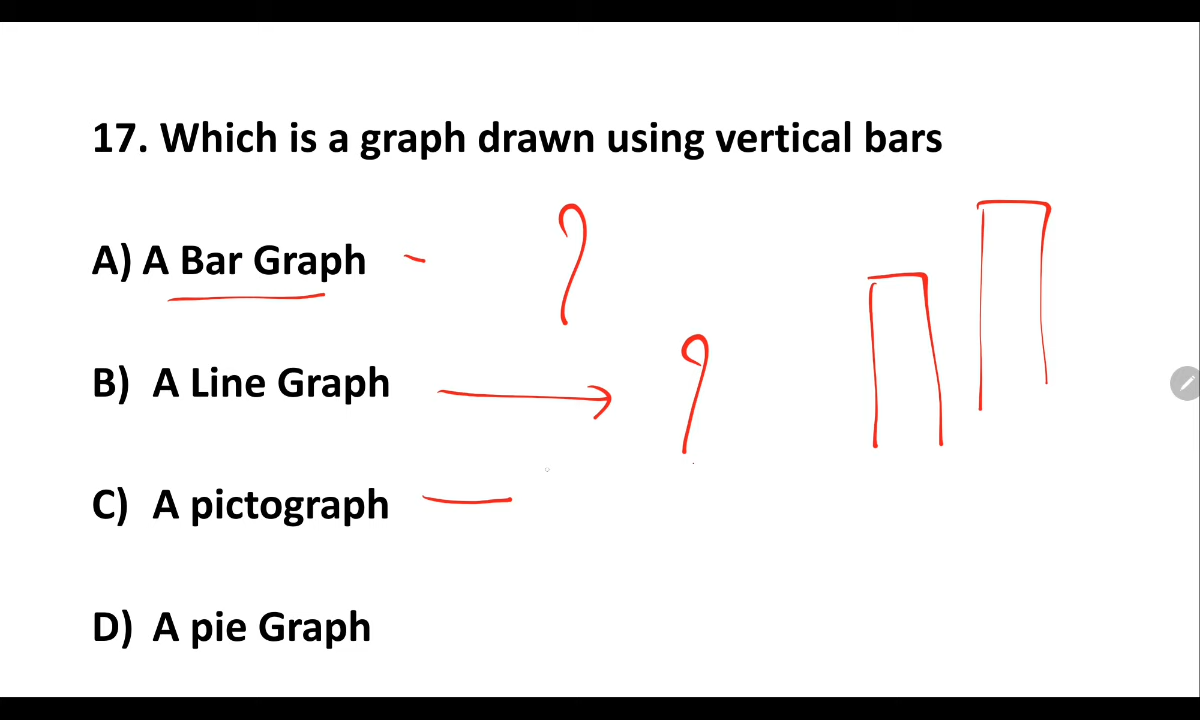 17. Which is a graph drawn using vertical bars
A) A Bar Graph
B) A Line Graph
C) A pictograph
D) A pie Graph